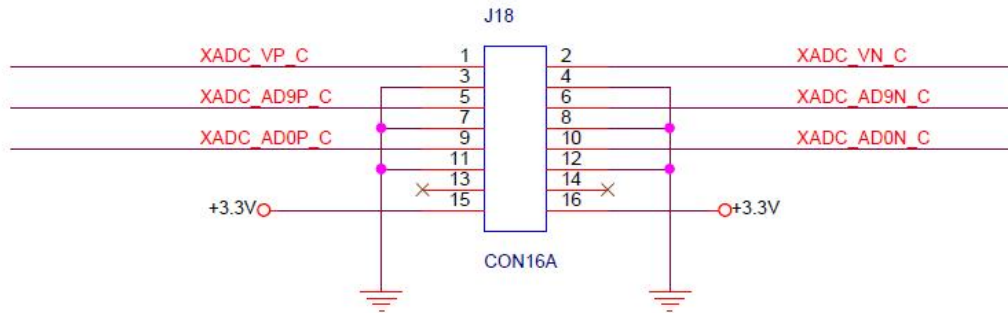 J18
XADC_VP_C 1 2 XADC_VN_C
3 4
XADC_AD9P_C 5 6 XADC_AD9N_C
7 8
XADC_AD0P_C 9 10 XADC_AD0N_C
11 12
13 14
+3.3V 15 16 +3.3V
CON16A